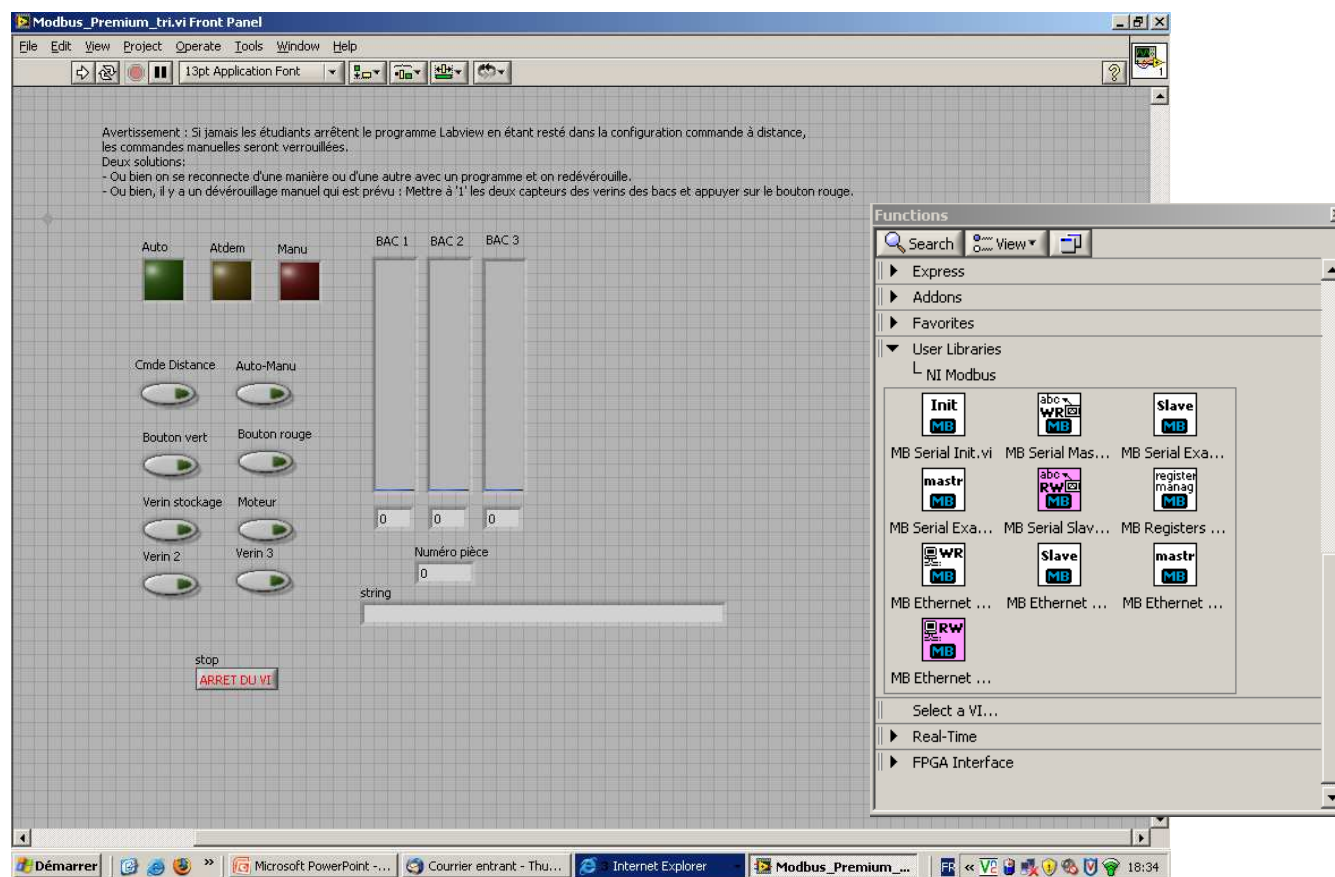 Modbus_Premium_tri.vi Front Panel
File Edit View Project Operate Tools Window Help
13pt Application Font
1
Avertissement : Si jamais les étudiants arrêtent le programme Labview en étant resté dans la configuration commande à distance,
les commandes manuelles seront verrouillées.
Deux solutions:
- Ou bien on se reconnecte d'une manière ou d'une autre avec un programme et on redévérouille.
- Ou bien, il y a un dévérouillage manuel qui est prévu : Mettre à '1' les deux capteurs des verins des bacs et appuyer sur le bouton rouge.
Auto Atdem Manu
BAC 1 BAC 2 BAC 3
Cmde Distance Auto-Manu
Bouton vert Bouton rouge
Verin stockage Moteur
0 0 0
Verin 2 Verin 3
Numéro pièce
0
string
stop
ARRET DU VI
Functions
Search View
Express
Addons
Favorites
User Libraries
NI Modbus
Init MB
abc WR MB
Slave MB
MB Serial Init.vi MB Serial Mas... MB Serial Exa...
mastr MB
abc RW MB
register manag MB
MB Serial Exa... MB Serial Slav... MB Registers ...
WR MB
Slave MB
mastr MB
MB Ethernet ... MB Ethernet ... MB Ethernet ...
RW MB
MB Ethernet ...
Select a VI...
Real-Time
FPGA Interface
Démarrer » Microsoft PowerPoint -... Courrier entrant - Thu... 3 Internet Explorer Modbus_Premium_... FR « V2 18:34